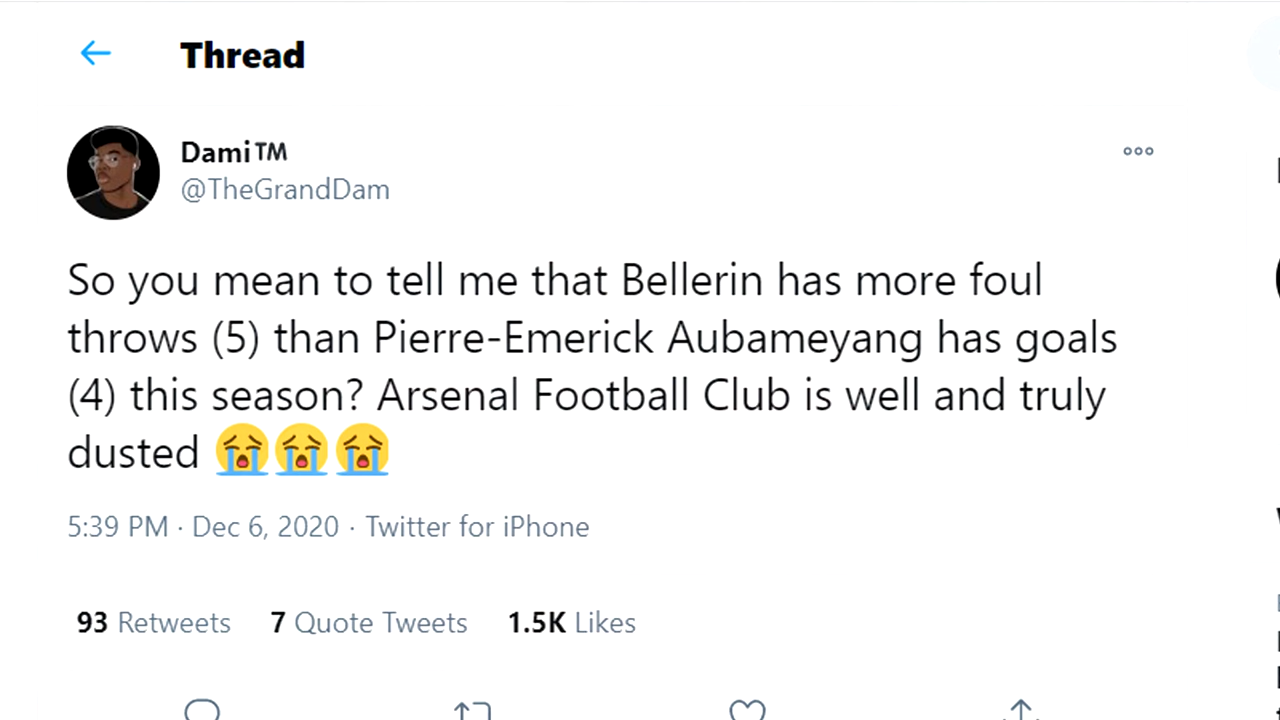 Thread
Dami™
@TheGrandDam
So you mean to tell me that Bellerin has more foul
throws (5) than Pierre-Emerick Aubameyang has goals
(4) this season? Arsenal Football Club is well and truly
dusted 😭😭😭
5:39 PM · Dec 6, 2020 · Twitter for iPhone
93 Retweets 7 Quote Tweets 1.5K Likes